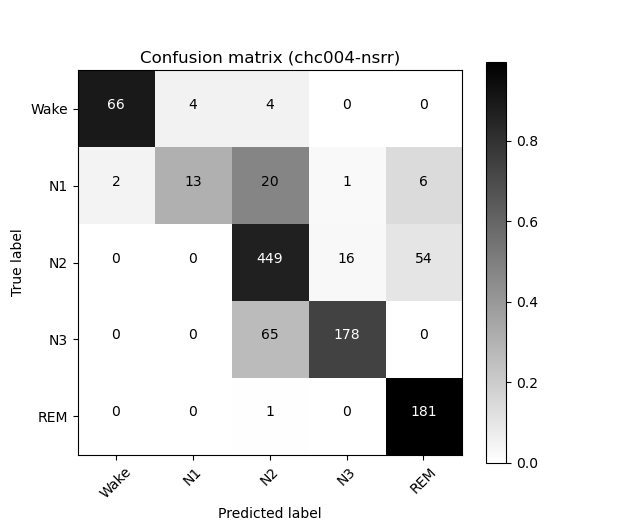 Confusion matrix (chc004-nsrr)
Wake 66 4 4 0 0
N1 2 13 20 1 6
N2 0 0 449 16 54
N3 0 0 65 178 0
REM 0 0 1 0 181
Wake N1 N2 N3 REM
True label
Predicted label
0.8
0.6
0.4
0.2
0.0